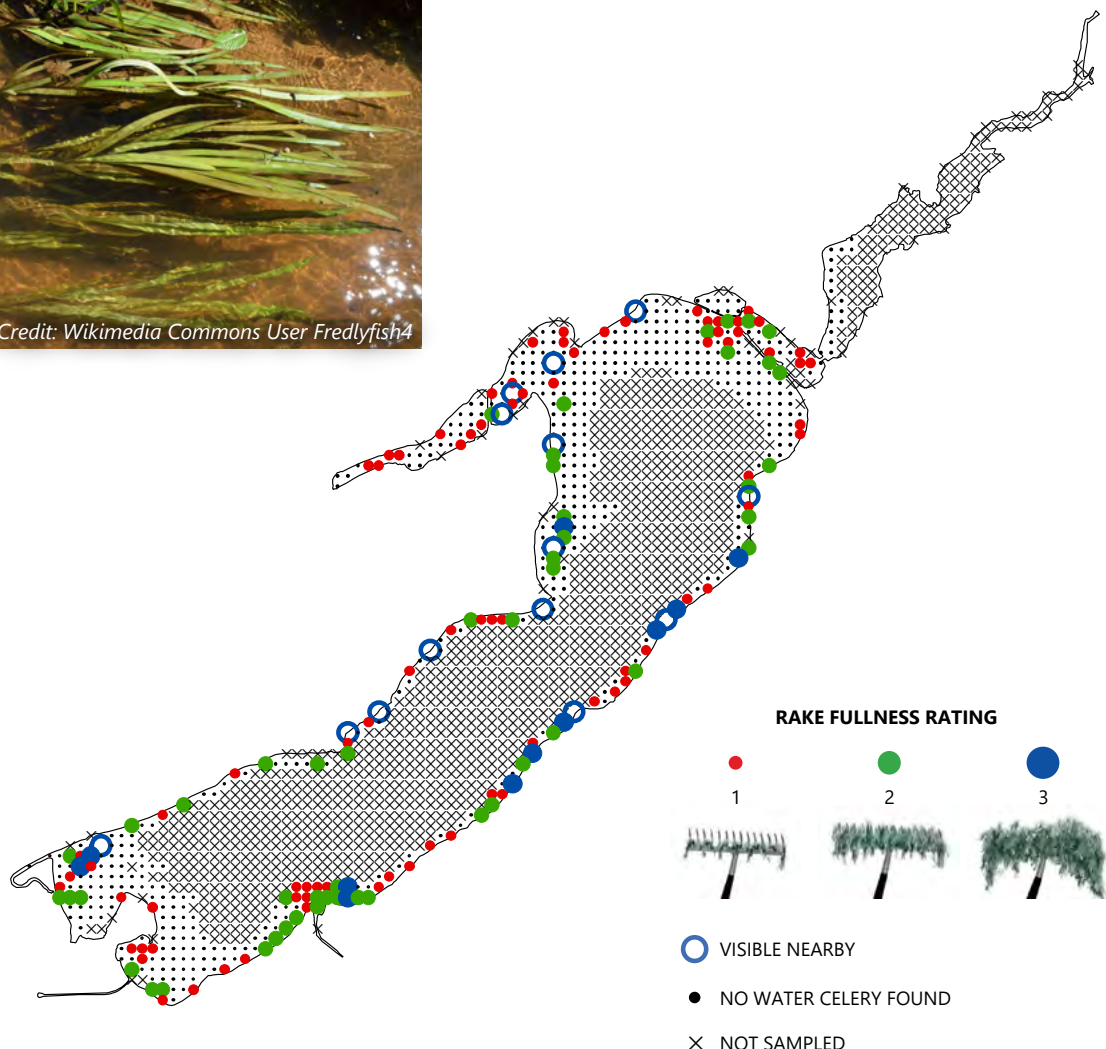 Credit: Wikimedia Commons User Fredlyfish4
RAKE FULLNESS RATING
1
2
3
VISIBLE NEARBY
NO WATER CELERY FOUND
NOT SAMPLED